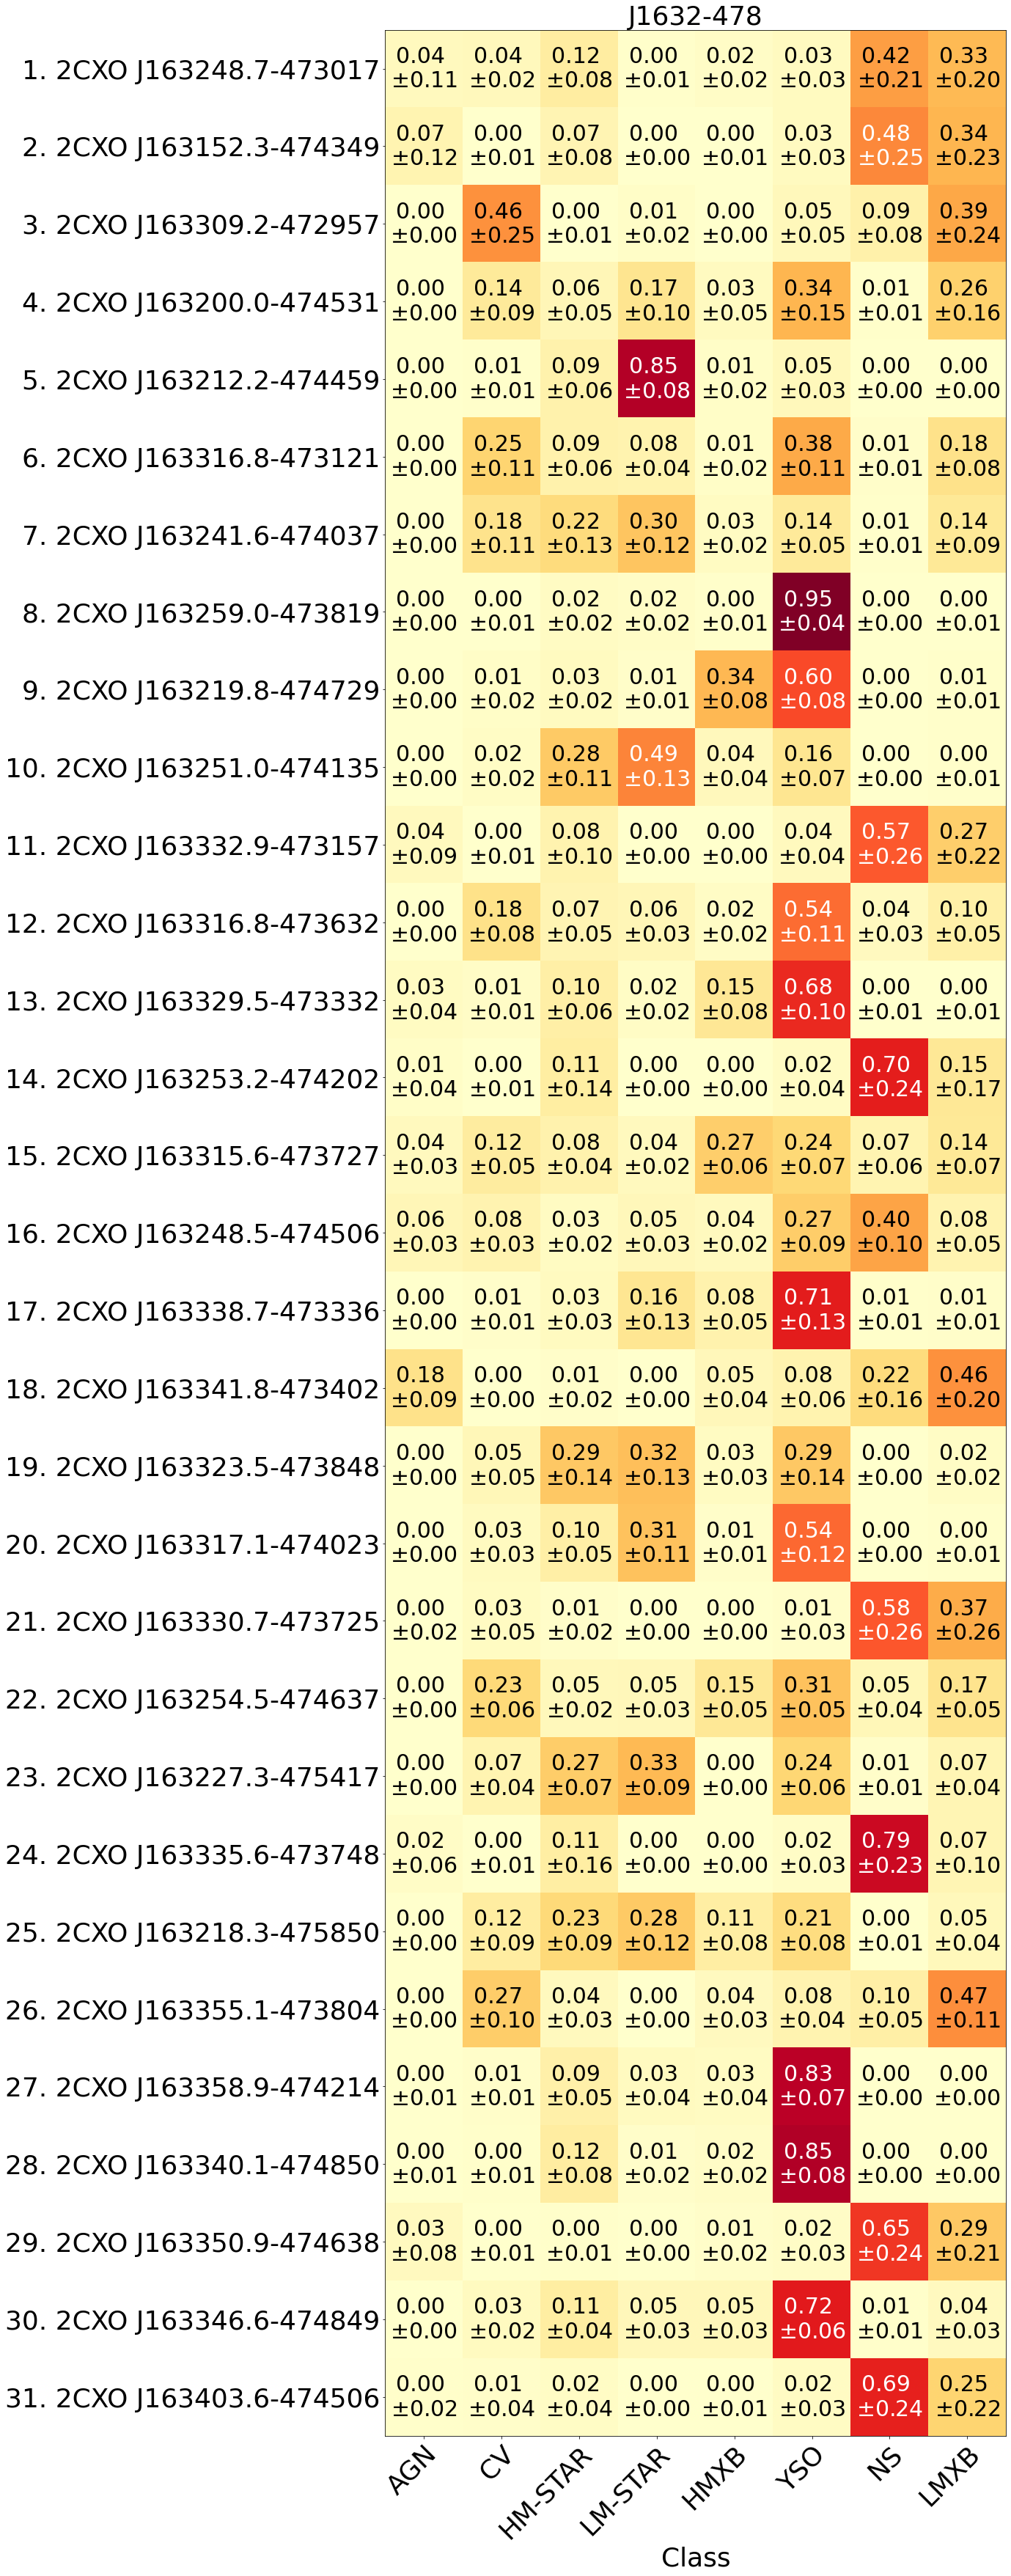 J1632-478
1. 2CXO J163248.7-473017 0.04 0.04 0.12 0.00 0.02 0.03 0.42 0.33
±0.11 ±0.02 ±0.08 ±0.01 ±0.02 ±0.03 ±0.21 ±0.20
2. 2CXO J163152.3-474349 0.07 0.00 0.07 0.00 0.00 0.03 0.48 0.34
±0.12 ±0.01 ±0.08 ±0.00 ±0.01 ±0.03 ±0.25 ±0.23
3. 2CXO J163309.2-472957 0.00 0.46 0.00 0.01 0.00 0.05 0.09 0.39
±0.00 ±0.25 ±0.01 ±0.02 ±0.00 ±0.05 ±0.08 ±0.24
4. 2CXO J163200.0-474531 0.00 0.14 0.06 0.17 0.03 0.34 0.01 0.26
±0.00 ±0.09 ±0.05 ±0.10 ±0.05 ±0.15 ±0.01 ±0.16
5. 2CXO J163212.2-474459 0.00 0.01 0.09 0.85 0.01 0.05 0.00 0.00
±0.00 ±0.01 ±0.06 ±0.08 ±0.02 ±0.03 ±0.00 ±0.00
6. 2CXO J163316.8-473121 0.00 0.25 0.09 0.08 0.01 0.38 0.01 0.18
±0.00 ±0.11 ±0.06 ±0.04 ±0.02 ±0.11 ±0.01 ±0.08
7. 2CXO J163241.6-474037 0.00 0.18 0.22 0.30 0.03 0.14 0.01 0.14
±0.00 ±0.11 ±0.13 ±0.12 ±0.02 ±0.05 ±0.01 ±0.09
8. 2CXO J163259.0-473819 0.00 0.00 0.02 0.02 0.00 0.95 0.00 0.00
±0.00 ±0.01 ±0.02 ±0.02 ±0.01 ±0.04 ±0.00 ±0.01
9. 2CXO J163219.8-474729 0.00 0.01 0.03 0.01 0.34 0.60 0.00 0.01
±0.00 ±0.02 ±0.02 ±0.01 ±0.08 ±0.08 ±0.00 ±0.01
10. 2CXO J163251.0-474135 0.00 0.02 0.28 0.49 0.04 0.16 0.00 0.00
±0.00 ±0.02 ±0.11 ±0.13 ±0.04 ±0.07 ±0.00 ±0.01
11. 2CXO J163332.9-473157 0.04 0.00 0.08 0.00 0.00 0.04 0.57 0.27
±0.09 ±0.01 ±0.10 ±0.00 ±0.00 ±0.04 ±0.26 ±0.22
12. 2CXO J163316.8-473632 0.00 0.18 0.07 0.06 0.02 0.54 0.04 0.10
±0.00 ±0.08 ±0.05 ±0.03 ±0.02 ±0.11 ±0.03 ±0.05
13. 2CXO J163329.5-473332 0.03 0.01 0.10 0.02 0.15 0.68 0.00 0.00
±0.04 ±0.01 ±0.06 ±0.02 ±0.08 ±0.10 ±0.01 ±0.01
14. 2CXO J163253.2-474202 0.01 0.00 0.11 0.00 0.00 0.02 0.70 0.15
±0.04 ±0.01 ±0.14 ±0.00 ±0.00 ±0.04 ±0.24 ±0.17
15. 2CXO J163315.6-473727 0.04 0.12 0.08 0.04 0.27 0.24 0.07 0.14
±0.03 ±0.05 ±0.04 ±0.02 ±0.06 ±0.07 ±0.06 ±0.07
16. 2CXO J163248.5-474506 0.06 0.08 0.03 0.05 0.04 0.27 0.40 0.08
±0.03 ±0.03 ±0.02 ±0.03 ±0.02 ±0.09 ±0.10 ±0.05
17. 2CXO J163338.7-473336 0.00 0.01 0.03 0.16 0.08 0.71 0.01 0.01
±0.00 ±0.01 ±0.03 ±0.13 ±0.05 ±0.13 ±0.01 ±0.01
18. 2CXO J163341.8-473402 0.18 0.00 0.01 0.00 0.05 0.08 0.22 0.46
±0.09 ±0.00 ±0.02 ±0.00 ±0.04 ±0.06 ±0.16 ±0.20
19. 2CXO J163323.5-473848 0.00 0.05 0.29 0.32 0.03 0.29 0.00 0.02
±0.00 ±0.05 ±0.14 ±0.13 ±0.03 ±0.14 ±0.00 ±0.02
20. 2CXO J163317.1-474023 0.00 0.03 0.10 0.31 0.01 0.54 0.00 0.00
±0.00 ±0.03 ±0.05 ±0.11 ±0.01 ±0.12 ±0.00 ±0.01
21. 2CXO J163330.7-473725 0.00 0.03 0.01 0.00 0.00 0.01 0.58 0.37
±0.02 ±0.05 ±0.02 ±0.00 ±0.00 ±0.03 ±0.26 ±0.26
22. 2CXO J163254.5-474637 0.00 0.23 0.05 0.05 0.15 0.31 0.05 0.17
±0.00 ±0.06 ±0.02 ±0.03 ±0.05 ±0.05 ±0.04 ±0.05
23. 2CXO J163227.3-475417 0.00 0.07 0.27 0.33 0.00 0.24 0.01 0.07
±0.00 ±0.04 ±0.07 ±0.09 ±0.00 ±0.06 ±0.01 ±0.04
24. 2CXO J163335.6-473748 0.02 0.00 0.11 0.00 0.00 0.02 0.79 0.07
±0.06 ±0.01 ±0.16 ±0.00 ±0.00 ±0.03 ±0.23 ±0.10
25. 2CXO J163218.3-475850 0.00 0.12 0.23 0.28 0.11 0.21 0.00 0.05
±0.00 ±0.09 ±0.09 ±0.12 ±0.08 ±0.08 ±0.01 ±0.04
26. 2CXO J163355.1-473804 0.00 0.27 0.04 0.00 0.04 0.08 0.10 0.47
±0.00 ±0.10 ±0.03 ±0.01 ±0.03 ±0.04 ±0.05 ±0.11
27. 2CXO J163358.9-474214 0.00 0.01 0.09 0.03 0.03 0.83 0.00 0.00
±0.01 ±0.01 ±0.05 ±0.04 ±0.04 ±0.07 ±0.00 ±0.00
28. 2CXO J163340.1-474850 0.00 0.00 0.12 0.01 0.02 0.85 0.00 0.00
±0.01 ±0.01 ±0.08 ±0.02 ±0.02 ±0.08 ±0.00 ±0.00
29. 2CXO J163350.9-474638 0.03 0.00 0.00 0.00 0.01 0.02 0.65 0.29
±0.08 ±0.01 ±0.01 ±0.00 ±0.02 ±0.03 ±0.24 ±0.21
30. 2CXO J163346.6-474849 0.00 0.03 0.11 0.05 0.05 0.72 0.01 0.04
±0.00 ±0.02 ±0.04 ±0.03 ±0.03 ±0.06 ±0.01 ±0.03
31. 2CXO J163403.6-474506 0.00 0.01 0.02 0.00 0.00 0.02 0.69 0.25
±0.02 ±0.04 ±0.04 ±0.00 ±0.01 ±0.03 ±0.24 ±0.22
AGN CV HM-STAR LM-STAR HMXB YSO NS LMXB
Class